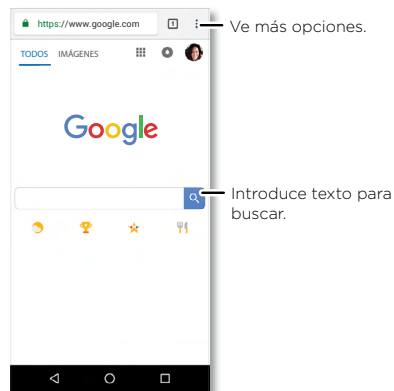 https://www.google.com 1
Ve más opciones.
TODOS IMÁGENES
Google
Introduce texto para
buscar.